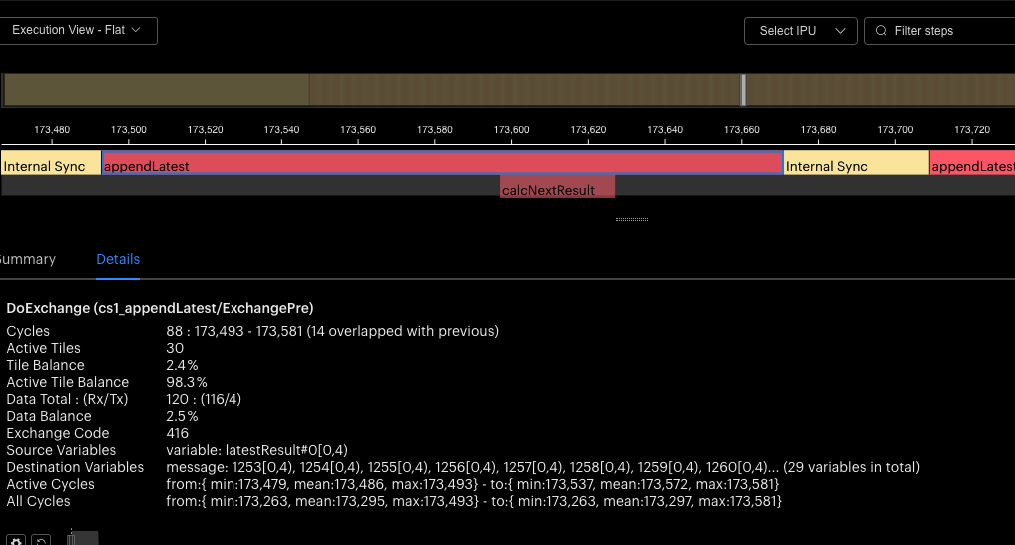 Execution View - Flat
Select IPU
Filter steps
173,480 173,500 173,520 173,540 173,560 173,580 173,600 173,620 173,640 173,660 173,680 173,700 173,720
Internal Sync appendLatest Internal Sync appendLatest
calcNextResult
ummary Details
DoExchange (cs1_appendLatest/ExchangePre)
Cycles 88 : 173,493 - 173,581 (14 overlapped with previous)
Active Tiles 30
Tile Balance 2.4%
Active Tile Balance 98.3%
Data Total : (Rx/Tx) 120 : (116/4)
Data Balance 2.5%
Exchange Code 416
Source Variables variable: latestResult#0[0,4)
Destination Variables message: 1253[0,4), 1254[0,4), 1255[0,4), 1256[0,4), 1257[0,4), 1258[0,4), 1259[0,4), 1260[0,4)... (29 variables in total)
Active Cycles from:{ min:173,479, mean:173,486, max:173,493} - to:{ min:173,537, mean:173,572, max:173,581}
All Cycles from:{ min:173,263, mean:173,295, max:173,493} - to:{ min:173,263, mean:173,297, max:173,581}